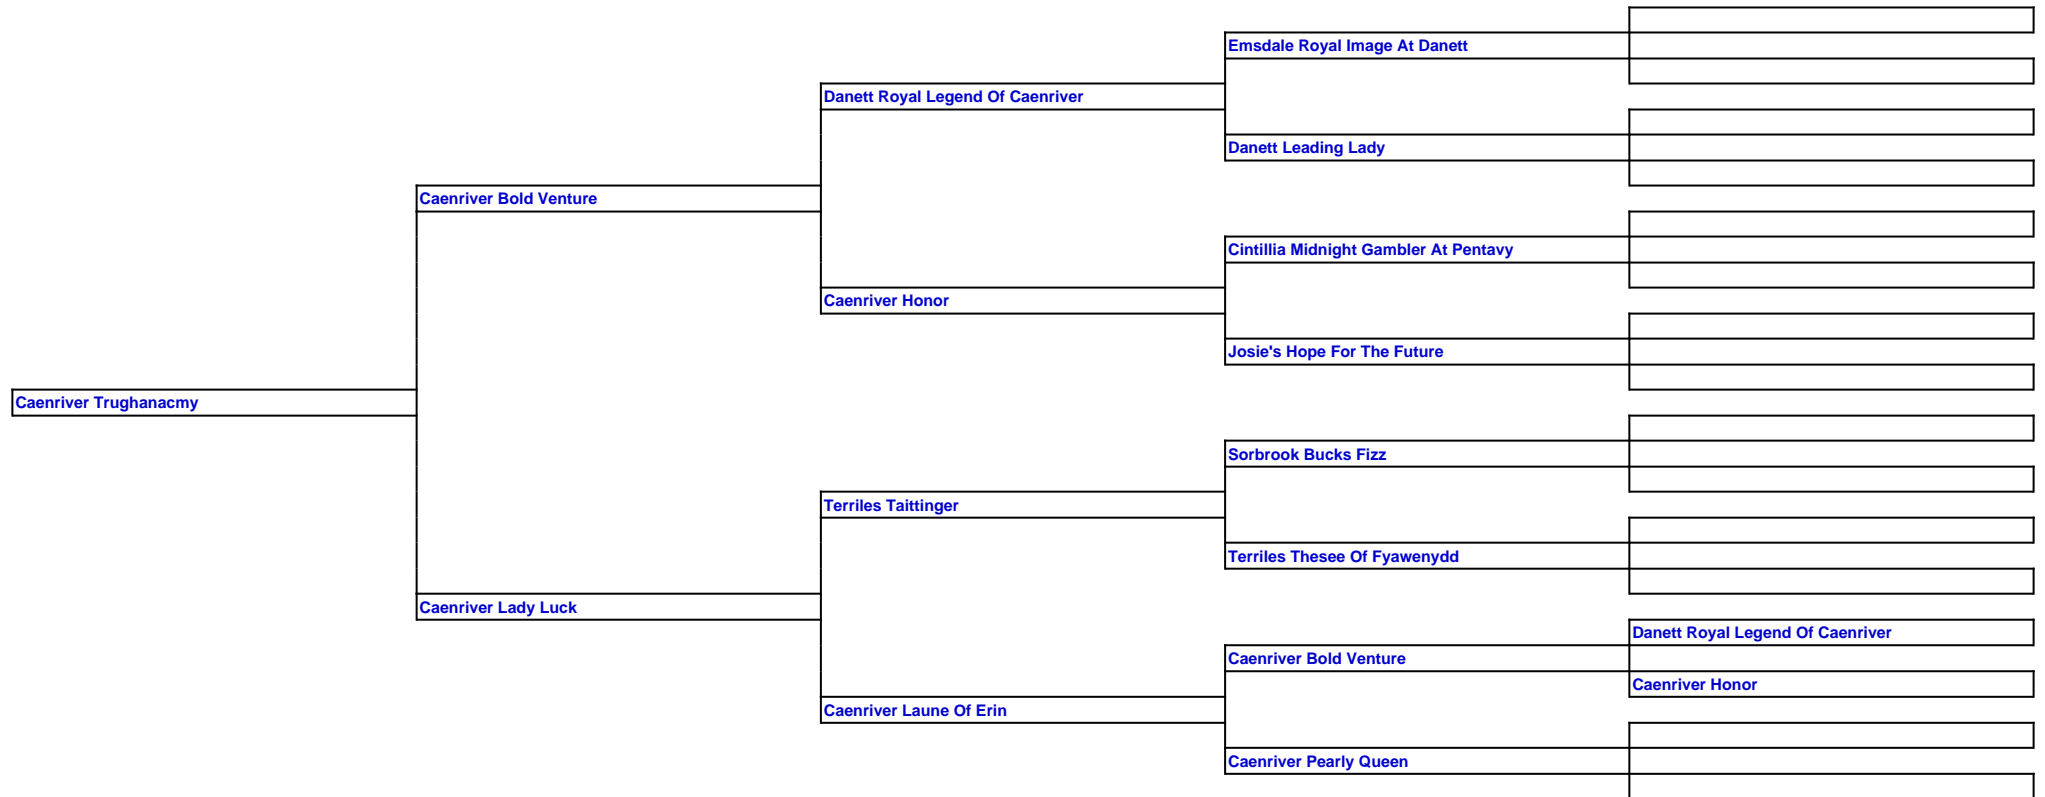 Emsdale Royal Image At Danett
Danett Royal Legend Of Caenriver
Danett Leading Lady
Caenriver Bold Venture
Cintillia Midnight Gambler At Pentavy
Caenriver Honor
Josie's Hope For The Future
Caenriver Trughanacmy
Sorbrook Bucks Fizz
Terriles Taittinger
Terriles Thesee Of Fyawenydd
Caenriver Lady Luck
Danett Royal Legend Of Caenriver
Caenriver Bold Venture
Caenriver Honor
Caenriver Laune Of Erin
Caenriver Pearly Queen